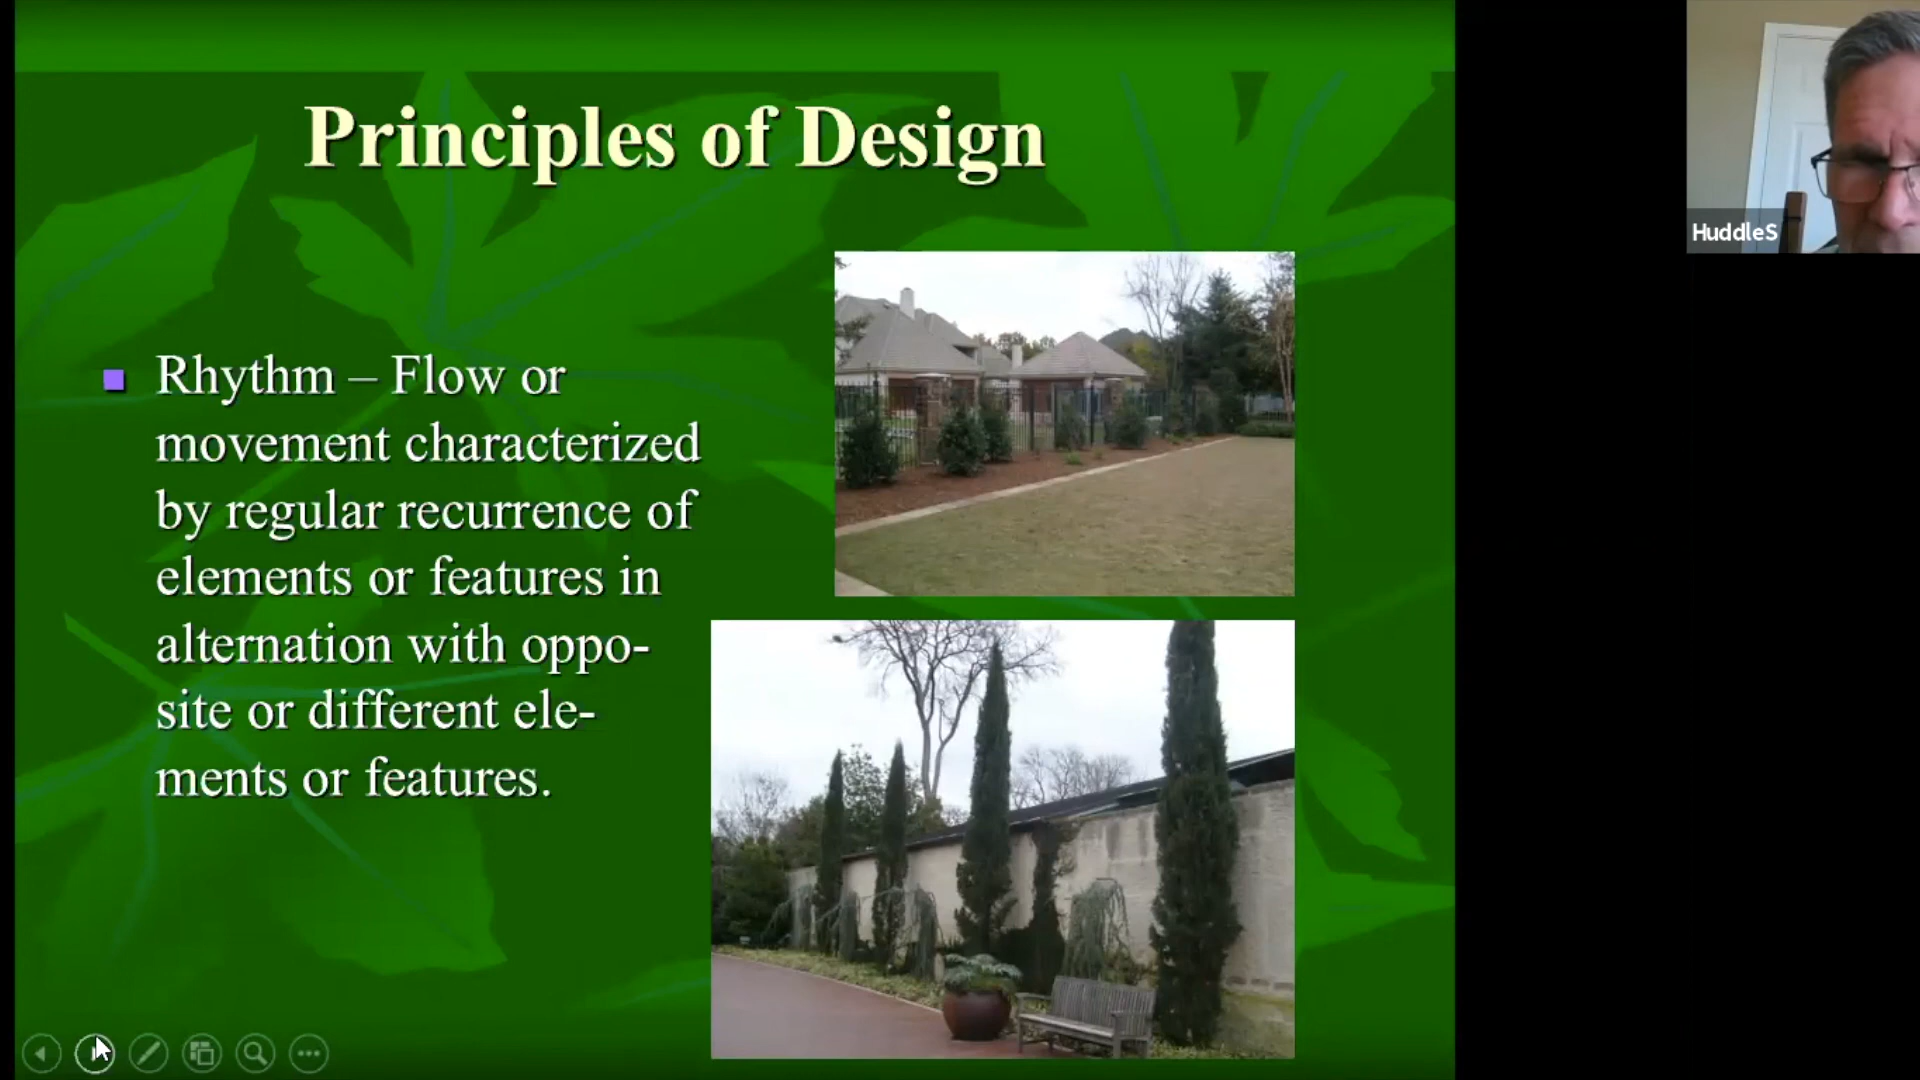 Principles of Design
Rhythm – Flow or
movement characterized
by regular recurrence of
elements or features in
alternation with oppo-
site or different ele-
ments or features.
HuddleS